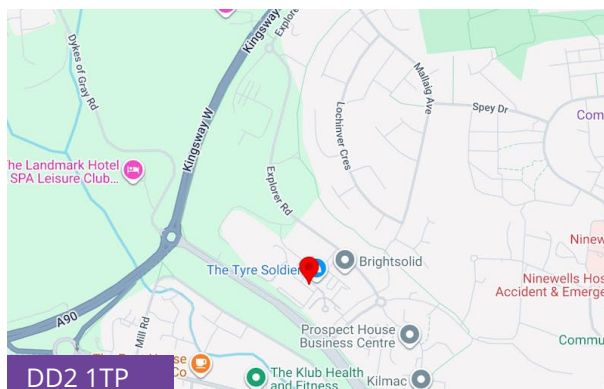 Kingsway
Explorer
Dykes of Gray Rd
Mallaig Ave
Spey Dr
Com
Lochinver Cres
Kingsway W
he Landmark Hotel
SPA Leisure Club...
Explorer Rd
Ninew
The Tyre Soldier
Brightsolid
Ninewells Hos
Accident & Emerge
A90
Mill Rd
Prospect House
Business Centre
Commu
Co
DD2 1TP
The Klub Health
and Fitness
Kilmac